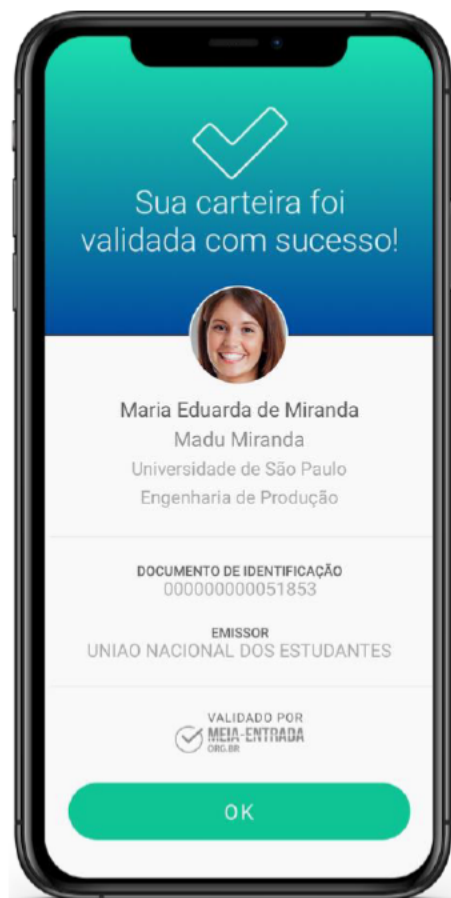 Sua carteira foi
validada com sucesso!
Maria Eduarda de Miranda
Madu Miranda
Universidade de São Paulo
Engenharia de Produção
DOCUMENTO DE IDENTIFICAÇÃO
000000000051853
EMISSOR
UNIAO NACIONAL DOS ESTUDANTES
VALIDADO POR
MEIA-ENTRADA
ORG.BR
OK